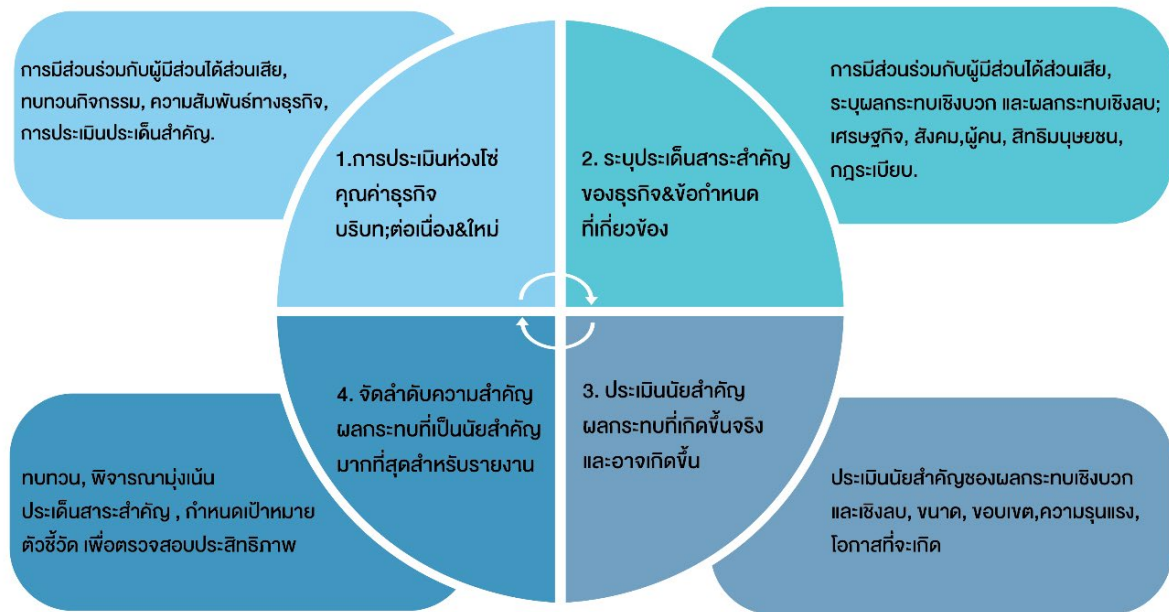 การมีส่วนร่วมกับผู้มีส่วนได้ส่วนเสีย,
ทบทวนกิจกรรม, ความสัมพันธ์ทางธุรกิจ,
การประเมินประเด็นสำคัญ.
1.การประเมินห่วงโซ่
คุณค่าธุรกิจ
บริบท;ต่อเนื่อง&ใหม่
2. ระบุประเด็นสาระสำคัญ
ของธุรกิจ&ข้อกำหนด
ที่เกี่ยวข้อง
การมีส่วนร่วมกับผู้มีส่วนได้ส่วนเสีย,
ระบุผลกระทบเชิงบวก และผลกระทบเชิงลบ;
เศรษฐกิจ, สังคม,ผู้คน, สิทธิมนุษยชน,
กฎระเบียบ.
4. จัดลำดับความสำคัญ
ผลกระทบที่เป็นนัยสำคัญ
มากที่สุดสำหรับรายงาน
ทบทวน, พิจารณามุ่งเน้น
ประเด็นสาระสำคัญ , กำหนดเป้าหมาย
ตัวชี้วัด เพื่อตรวจสอบประสิทธิภาพ
3. ประเมินนัยสำคัญ
ผลกระทบที่เกิดขึ้นจริง
และอาจเกิดขึ้น
ประเมินนัยสำคัญชองผลกระทบเชิงบวก
และเชิงลบ, ขนาด, ขอบเขต,ความรุนแรง,
โอกาสที่จะเกิด